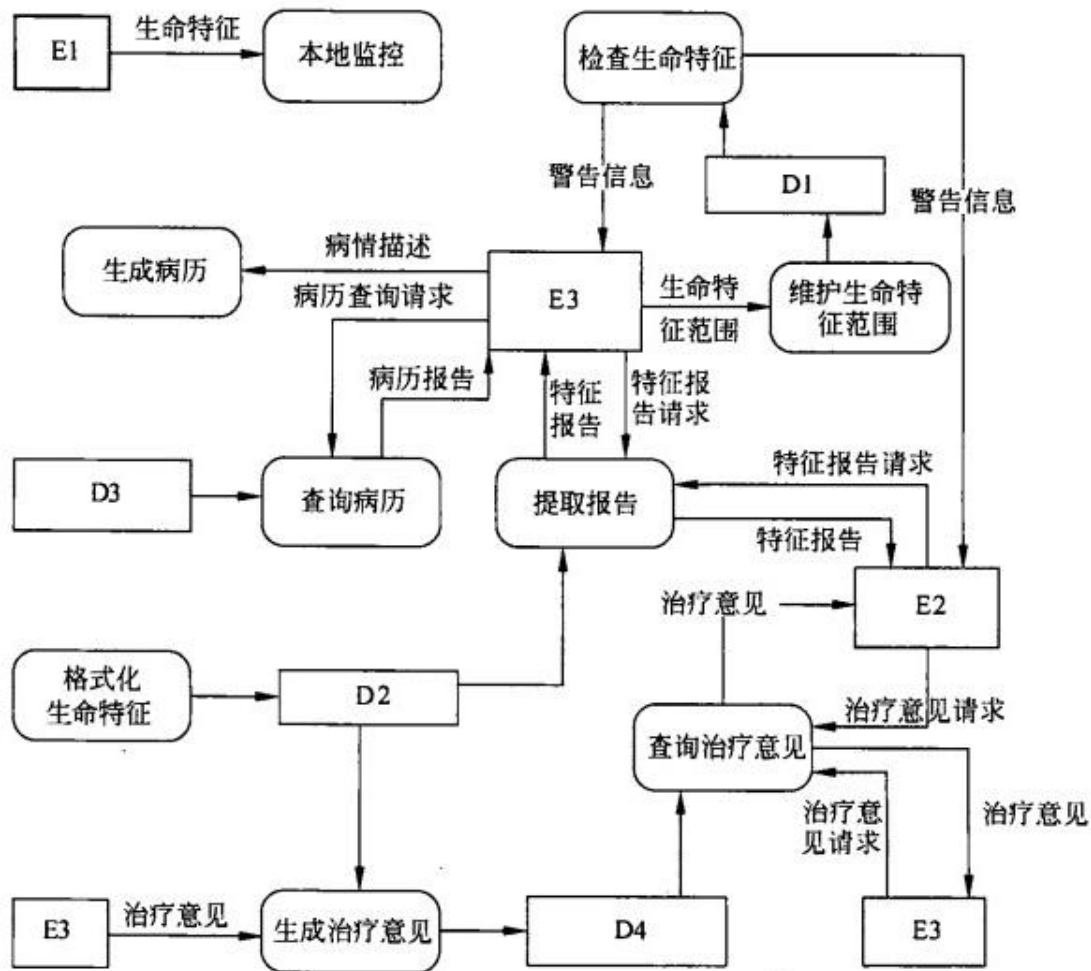 E1
生命特征
本地监控
检查生命特征
警告信息
D1
警告信息
生成病历
病情描述
病历查询请求
E3
生命特
征范围
维护生命特
征范围
病历报告
特征
报告
特征报
告请求
D3
查询病历
提取报告
特征报告请求
特征报告
治疗意见
E2
格式化
生命特征
D2
治疗意见请求
查询治疗意见
治疗意
见请求
治疗意见
E3
治疗意见
生成治疗意见
D4
E3